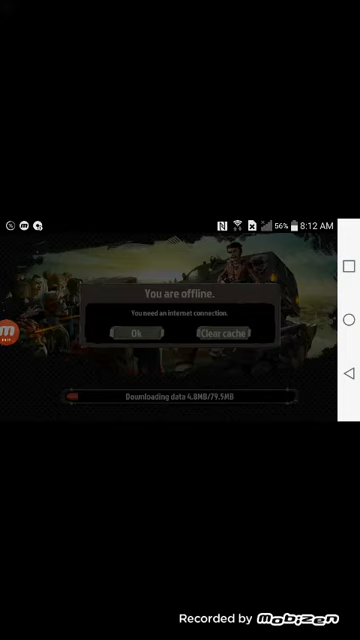 56% 8:12 AM
You are offline.
You need an internet connection.
Ok Clear cache
Downloading data 4.8MB/79.5MB
Recorded by mobizen